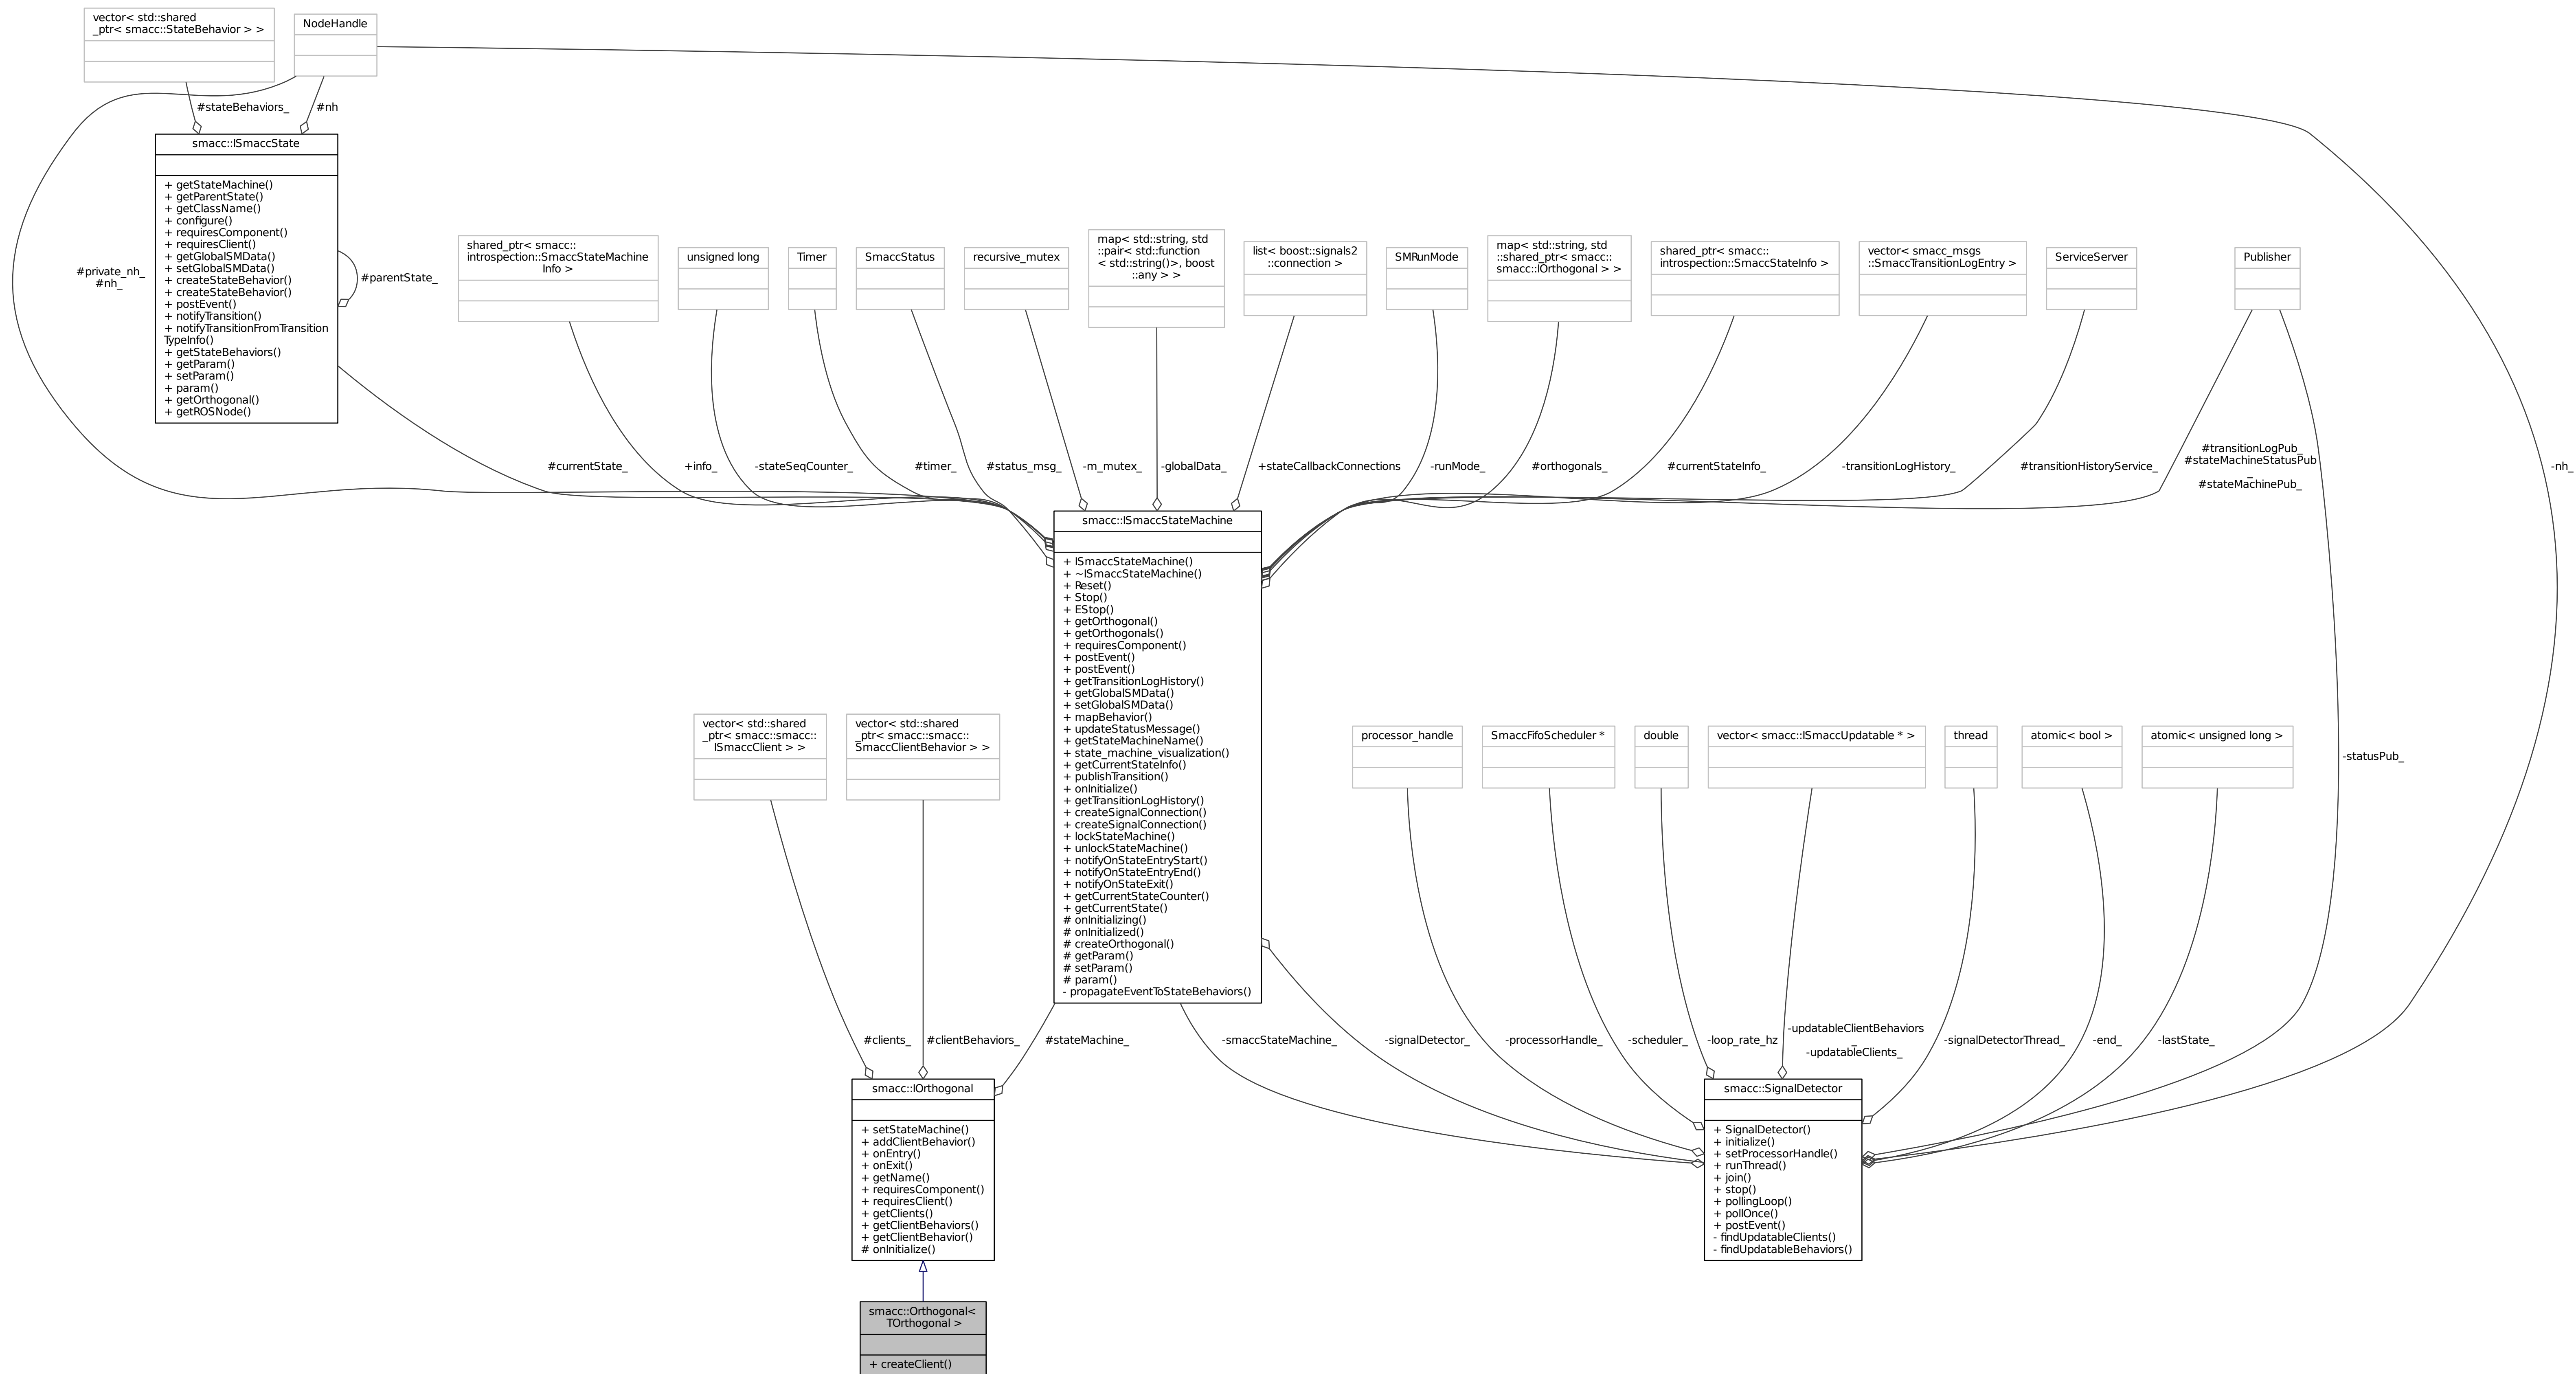 vector< std::shared
_ptr< smacc::StateBehavior > >
NodeHandle
#stateBehaviors_
#nh
smacc::ISmaccState
+ getStateMachine()
+ getParentState()
+ getClassName()
+ configure()
+ requiresComponent()
+ requiresClient()
+ getGlobalSMData()
+ setGlobalSMData()
+ createStateBehavior()
+ createStateBehavior()
+ postEvent()
+ notifyTransition()
+ notifyTransitionFromTransition
TypeInfo()
+ getStateBehaviors()
+ getParam()
+ setParam()
+ param()
+ getOrthogonal()
+ getROSNode()
#private_nh_
#nh_
#parentState_
shared_ptr< smacc::
introspection::SmaccStateMachine
Info >
unsigned long
Timer
SmaccStatus
recursive_mutex
map< std::string, std
::pair< std::function
< std::string()>, boost
::any > >
list< boost::signals2
::connection >
SMRunMode
map< std::string, std
::shared_ptr< smacc::
smacc::IOrthogonal > >
shared_ptr< smacc::
introspection::SmaccStateInfo >
vector< smacc_msgs
::SmaccTransitionLogEntry >
ServiceServer
Publisher
#currentState_
+info_
-stateSeqCounter_
#timer_
#status_msg_
-m_mutex_
-globalData_
+stateCallbackConnections
-runMode_
#orthogonals_
#currentStateInfo_
-transitionLogHistory_
#transitionHistoryService_
#transitionLogPub_
#stateMachineStatusPub
_
#stateMachinePub_
-nh_
smacc::ISmaccStateMachine
+ ISmaccStateMachine()
+ ~ISmaccStateMachine()
+ Reset()
+ Stop()
+ EStop()
+ getOrthogonal()
+ getOrthogonals()
+ requiresComponent()
+ postEvent()
+ postEvent()
+ getTransitionLogHistory()
+ getGlobalSMData()
+ setGlobalSMData()
+ mapBehavior()
+ updateStatusMessage()
+ getStateMachineName()
+ state_machine_visualization()
+ getCurrentStateInfo()
+ publishTransition()
+ onInitialize()
+ getTransitionLogHistory()
+ createSignalConnection()
+ createSignalConnection()
+ lockStateMachine()
+ unlockStateMachine()
+ notifyOnStateEntryStart()
+ notifyOnStateEntryEnd()
+ notifyOnStateExit()
+ getCurrentStateCounter()
+ getCurrentState()
# onInitializing()
# onInitialized()
# createOrthogonal()
# getParam()
# setParam()
# param()
- propagateEventToStateBehaviors()
vector< std::shared
_ptr< smacc::smacc::
ISmaccClient > >
vector< std::shared
_ptr< smacc::smacc::
SmaccClientBehavior > >
processor_handle
SmaccFifoScheduler *
double
vector< smacc::ISmaccUpdatable * >
thread
atomic< bool >
atomic< unsigned long >
-statusPub_
#clients_
#clientBehaviors_
#stateMachine_
-smaccStateMachine_
-signalDetector_
-processorHandle_
-scheduler_
-loop_rate_hz
-updatableClientBehaviors
_
-updatableClients_
-signalDetectorThread_
-end_
-lastState_
smacc::IOrthogonal
+ setStateMachine()
+ addClientBehavior()
+ onEntry()
+ onExit()
+ getName()
+ requiresComponent()
+ requiresClient()
+ getClients()
+ getClientBehaviors()
+ getClientBehavior()
# onInitialize()
smacc::SignalDetector
+ SignalDetector()
+ initialize()
+ setProcessorHandle()
+ runThread()
+ join()
+ stop()
+ pollingLoop()
+ pollOnce()
+ postEvent()
- findUpdatableClients()
- findUpdatableBehaviors()
smacc::Orthogonal<
TOrthogonal >
+ createClient()